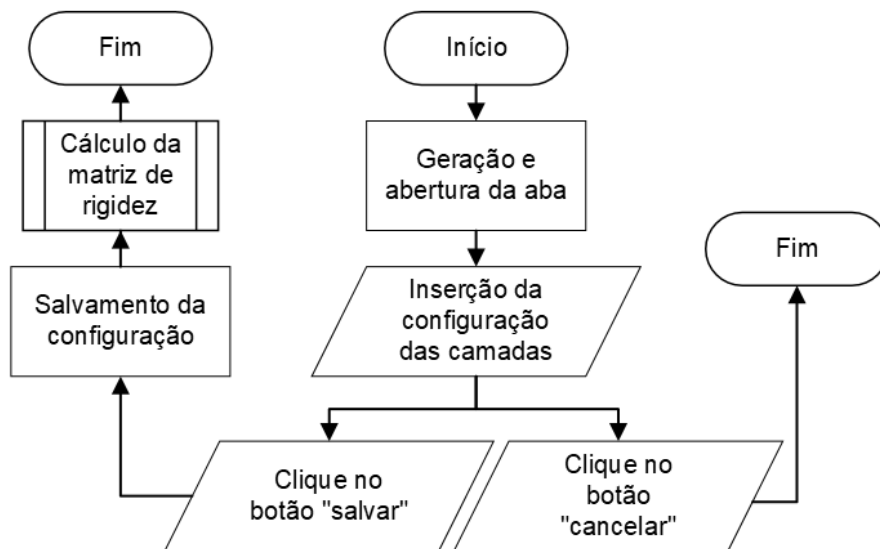 Fim
Início
Cálculo da
matriz de
rigidez
Geração e
abertura da aba
Fim
Salvamento da
configuração
Inserção da
configuração
das camadas
Clique no
botão "salvar"
Clique no
botão
"cancelar"